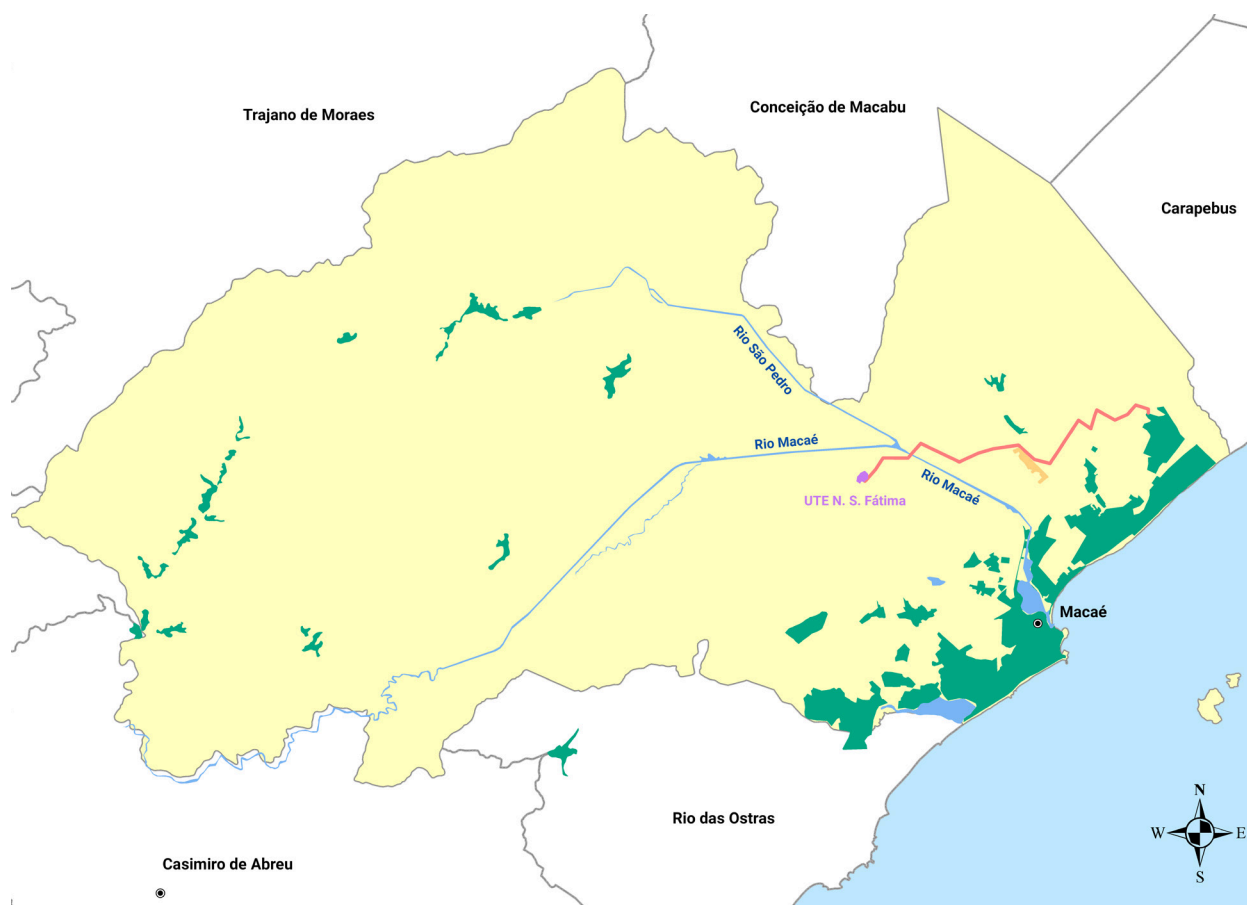 Conceição de Macabu
Trajano de Moraes
Carapebus
Rio São Pedro
Rio Macaé
UTE N. S. Fátima
Rio Macaé
Macaé
Rio das Ostras
Casimiro de Abreu
N
W
E
S